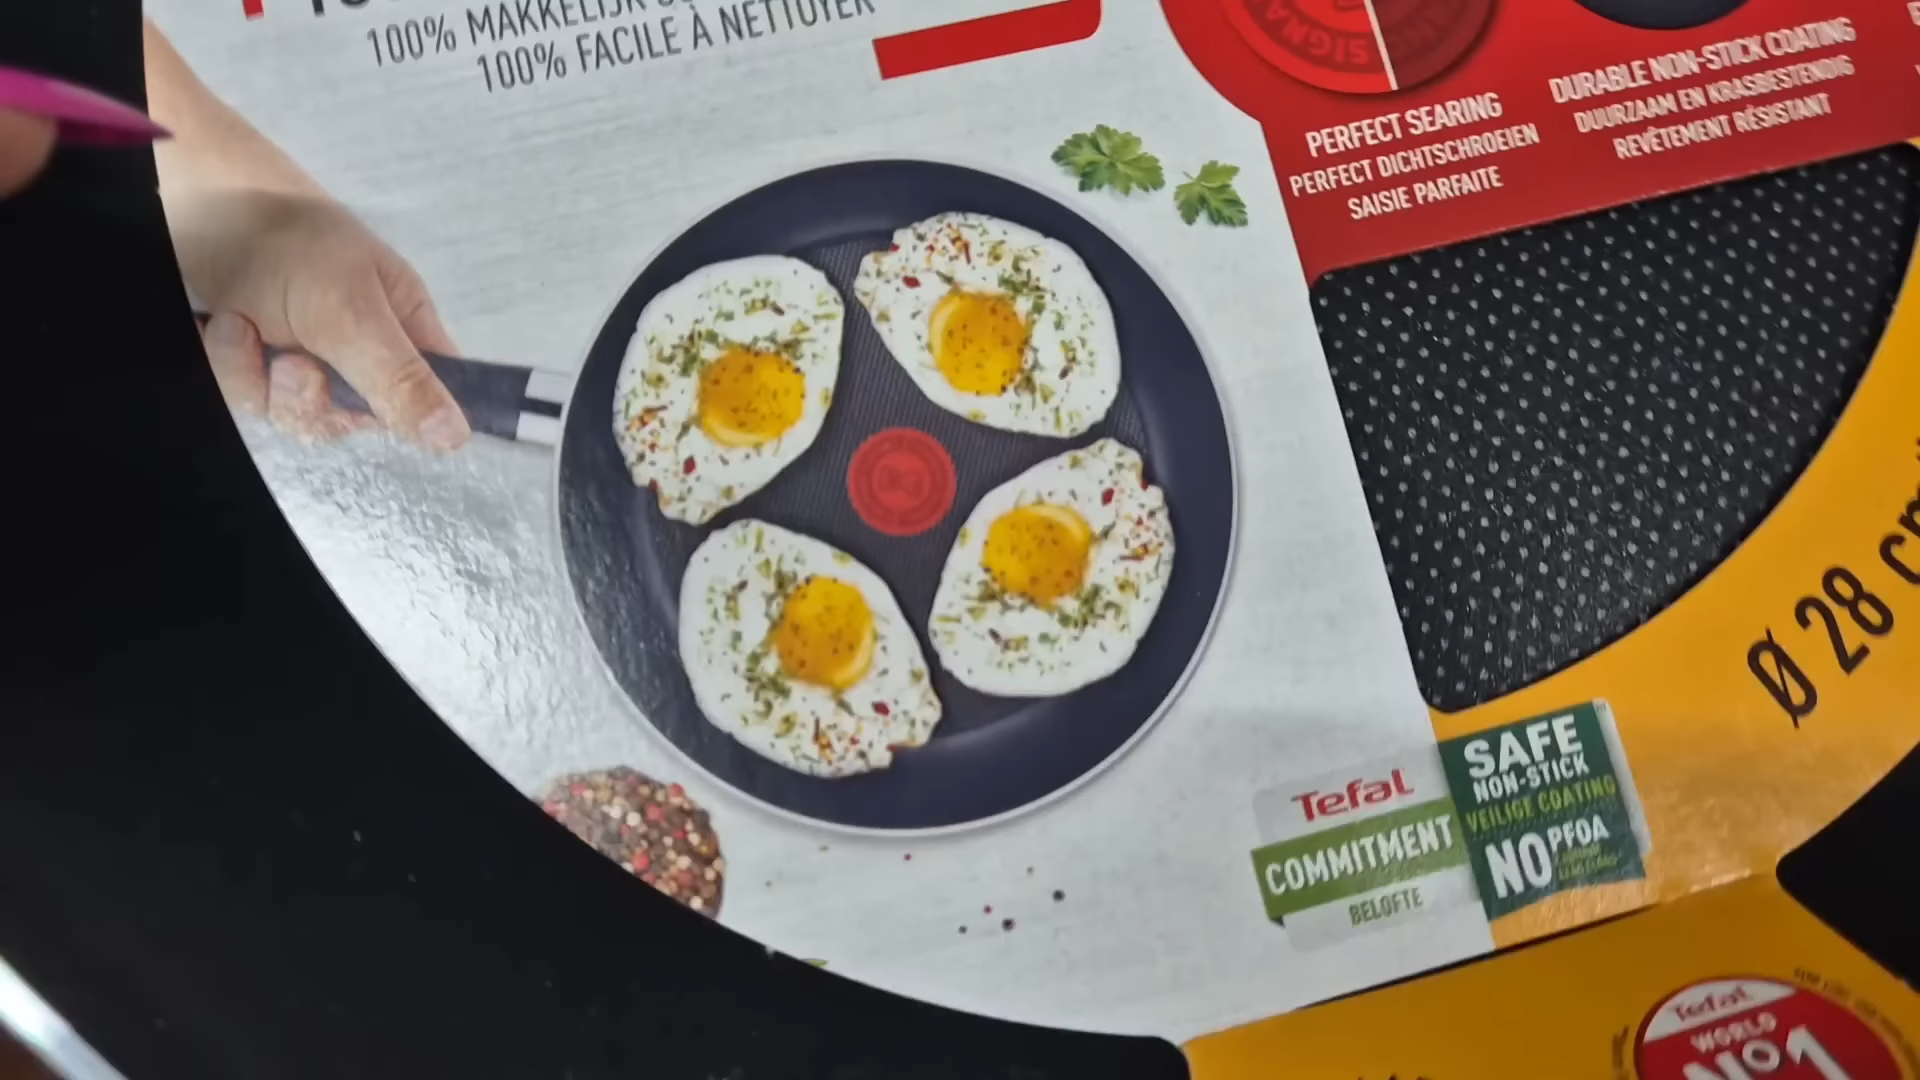 100% MAKKELIJK
100% FACILE À NETTOYER
SIGNA
PERFECT SEARING
PERFECT DICHTSCHROEIEN
SAISIE PARFAITE
DURABLE NON-STICK COATING
DUURZAAM EN KRASBESTENDIG
REVÊTEMENT RÉSISTANT
Ø 28 cm
Tefal
COMMITMENT
BELOFTE
SAFE
NON-STICK
VEILIGE COATING
NO PFOA
Tefal
WORLD
Nº1